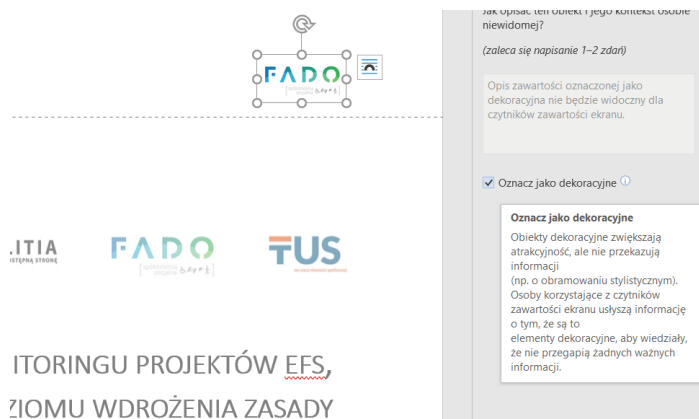 FADO
Jak opisać ten obiekt i jego kontekst osobie
niewidomej?
(zaleca się napisanie 1–2 zdań)
Opis zawartości oznaczonej jako
dekoracyjna nie będzie widoczny dla
czytników zawartości ekranu.
Oznacz jako dekoracyjne
Oznacz jako dekoracyjne
Obiekty dekoracyjne zwiększają
atrakcyjność, ale nie przekazują
informacji
(np. o obramowaniu stylistycznym).
Osoby korzystające z czytników
zawartości ekranu usłyszą informację
o tym, że są to
elementy dekoracyjne, aby wiedziały,
że nie przegapią żadnych ważnych
informacji.
.ITIA
FADO
TUS
ITORINGU PROJEKTÓW EFS,
ZIOMU WDROŻENIA ZASADY